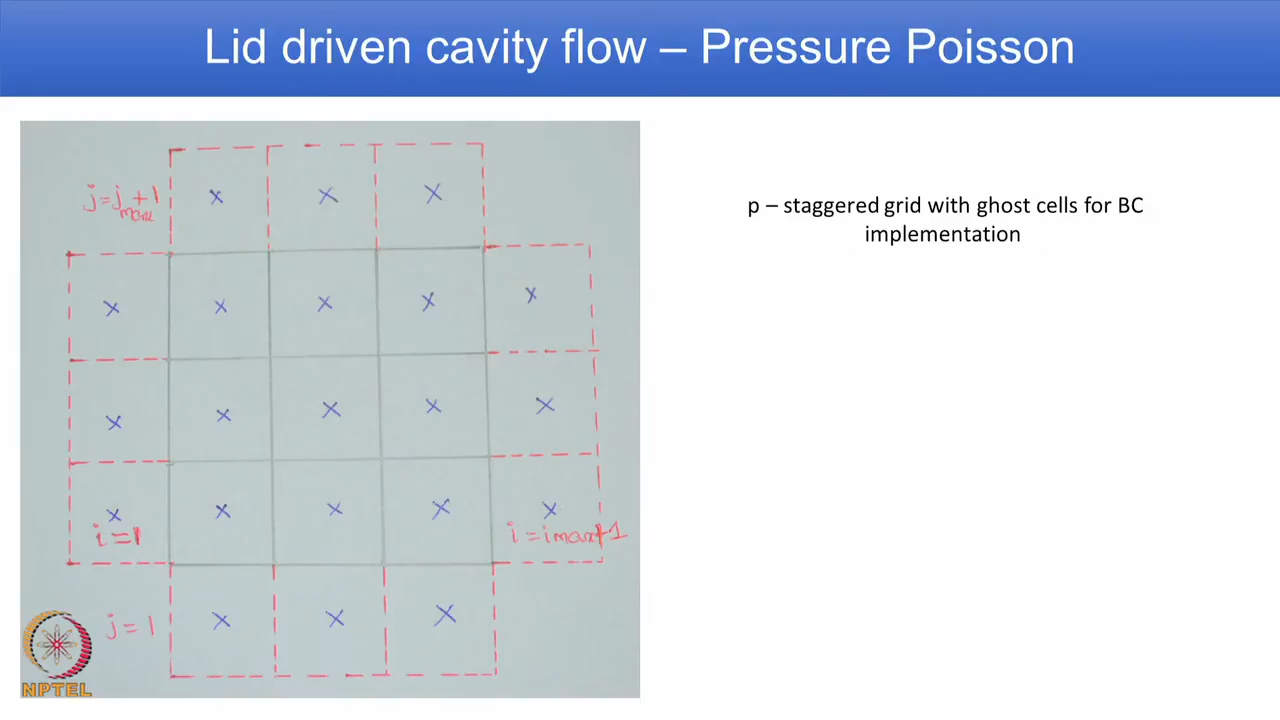 Lid driven cavity flow – Pressure Poisson
j=jmax+1
p – staggered grid with ghost cells for BC
implementation
i=1
i=imax+1
j=1
NPTEL